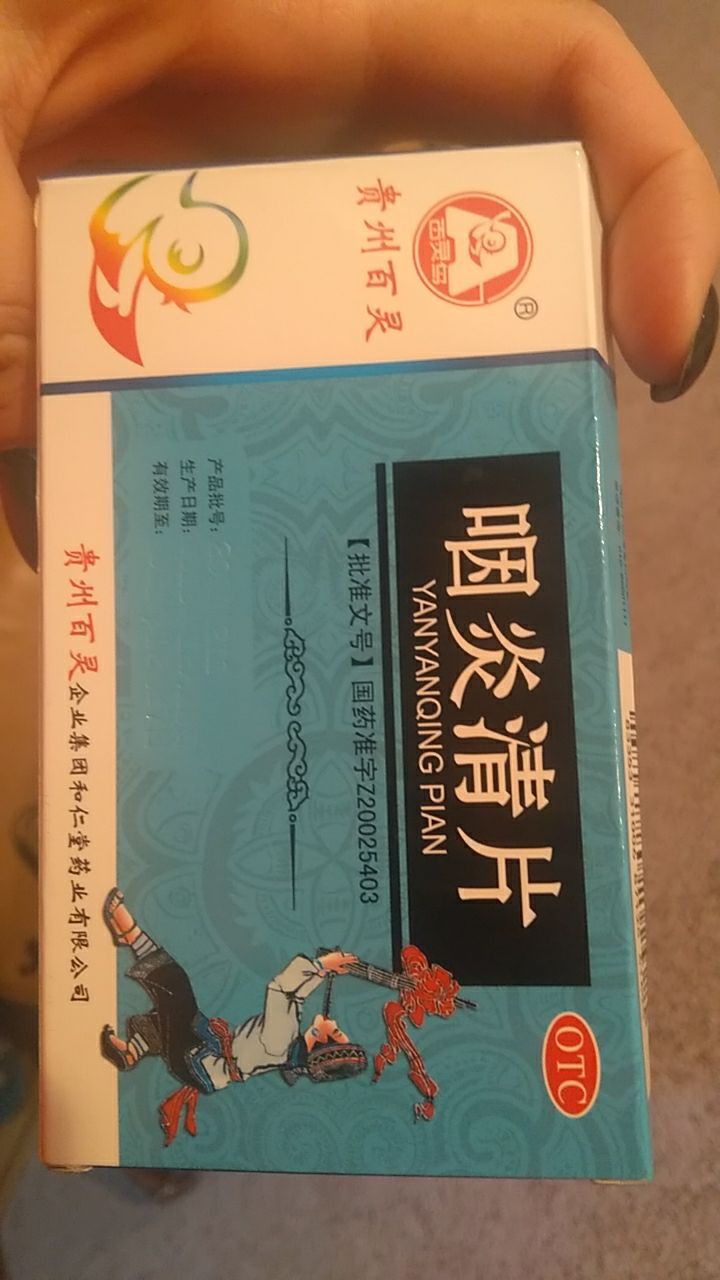 百灵鸟
®
贵州百灵
咽炎清片
YANYANQING PIAN
OTC
【批准文号】国药准字Z20025403
产品批号：
生产日期：
有效期至：
贵州百灵企业集团和仁堂药业有限公司